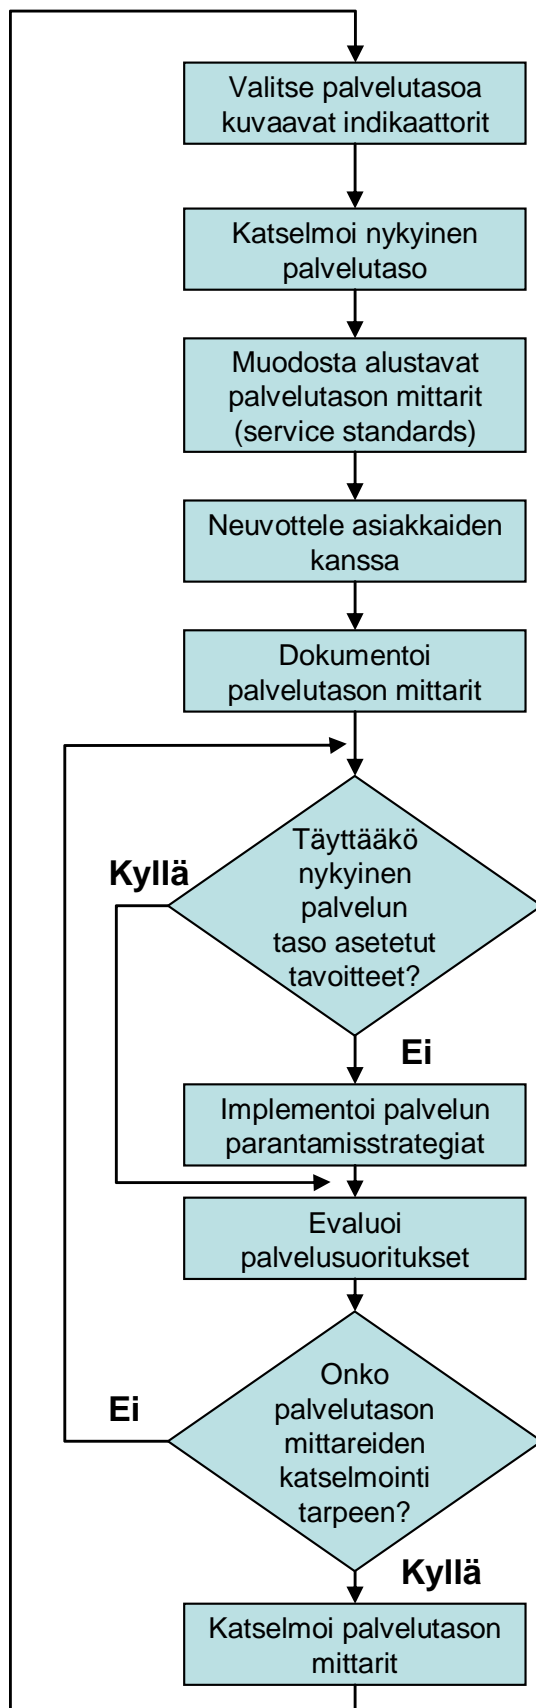 Valitse palvelutasoa
kuvaavat indikaattorit
Katselmoi nykyinen
palvelutaso
Muodosta alustavat
palvelutason mittarit
(service standards)
Neuvottele asiakkaiden
kanssa
Dokumentoi
palvelutason mittarit
Täyttääkö
nykyinen
palvelun
taso asetetut
tavoitteet?
Kyllä
Ei
Implementoi palvelun
parantamisstrategiat
Evaluoi
palvelusuoritukset
Onko
palvelutason
mittareiden
katselmointi
tarpeen?
Ei
Kyllä
Katselmoi palvelutason
mittarit